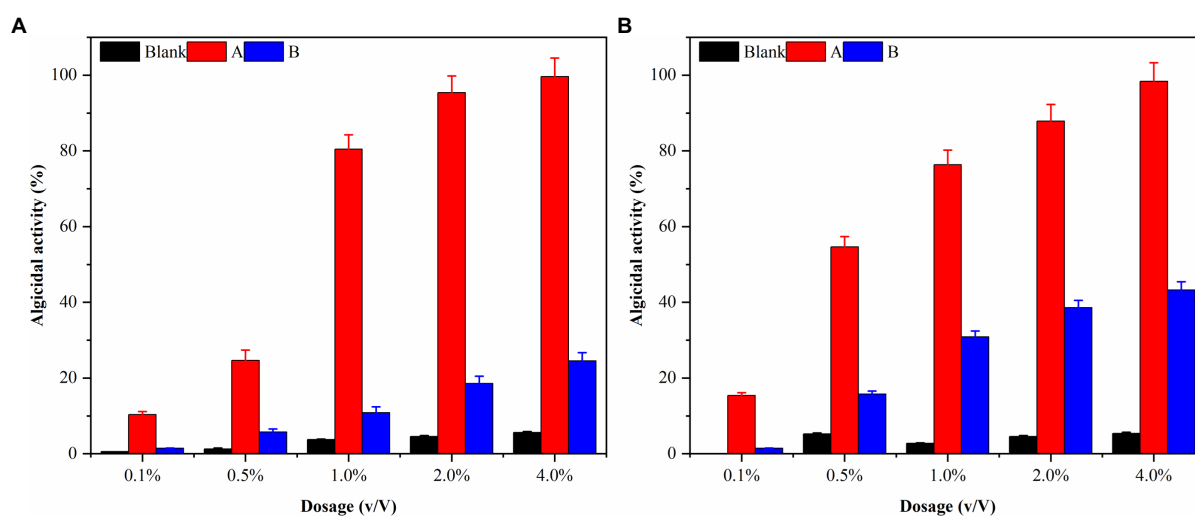 A
Blank A B
Algicidal activity (%)
100
80
60
40
20
0
0.1% 0.5% 1.0% 2.0% 4.0%
Dosage (v/V)
B
Blank A B
Algicidal activity (%)
100
80
60
40
20
0
0.1% 0.5% 1.0% 2.0% 4.0%
Dosage (v/V)